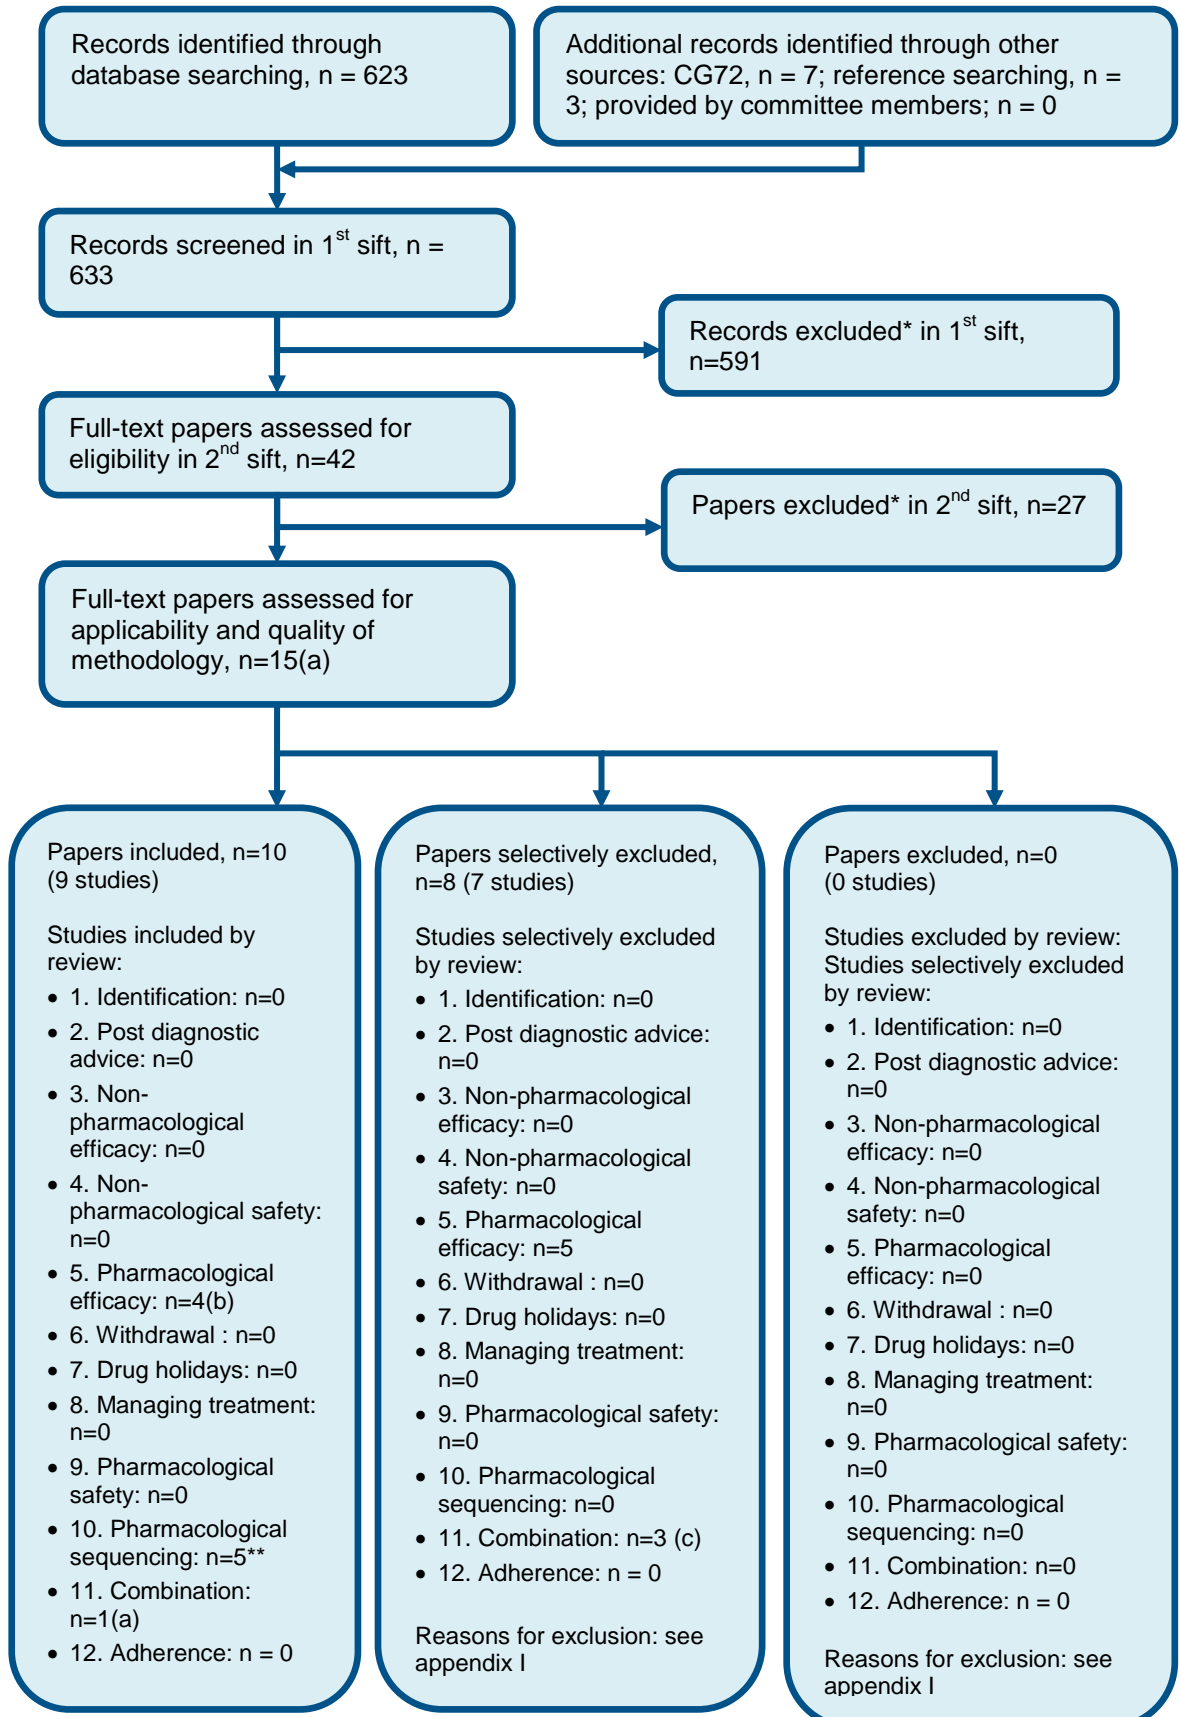 Records identified through
database searching, n = 623
Additional records identified through other
sources: CG72, n = 7; reference searching, n =
3; provided by committee members; n = 0
Records screened in 1st sift, n =
633
Records excluded* in 1st sift,
n=591
Full-text papers assessed for
eligibility in 2nd sift, n=42
Papers excluded* in 2nd sift, n=27
Full-text papers assessed for
applicability and quality of
methodology, n=15(a)
Papers included, n=10
(9 studies)
Studies included by
review:
• 1. Identification: n=0
• 2. Post diagnostic
advice: n=0
• 3. Non-
pharmacological
efficacy: n=0
• 4. Non-
pharmacological safety:
n=0
• 5. Pharmacological
efficacy: n=4(b)
• 6. Withdrawal : n=0
• 7. Drug holidays: n=0
• 8. Managing treatment:
n=0
• 9. Pharmacological
safety: n=0
• 10. Pharmacological
sequencing: n=5**
• 11. Combination:
n=1(a)
• 12. Adherence: n = 0
Papers selectively excluded,
n=8 (7 studies)
Studies selectively excluded
by review:
• 1. Identification: n=0
• 2. Post diagnostic advice:
n=0
• 3. Non-pharmacological
efficacy: n=0
• 4. Non-pharmacological
safety: n=0
• 5. Pharmacological
efficacy: n=5
• 6. Withdrawal : n=0
• 7. Drug holidays: n=0
• 8. Managing treatment:
n=0
• 9. Pharmacological safety:
n=0
• 10. Pharmacological
sequencing: n=0
• 11. Combination: n=3 (c)
• 12. Adherence: n = 0
Reasons for exclusion: see
appendix I
Papers excluded, n=0
(0 studies)
Studies excluded by review:
Studies selectively excluded
by review:
• 1. Identification: n=0
• 2. Post diagnostic advice:
n=0
• 3. Non-pharmacological
efficacy: n=0
• 4. Non-pharmacological
safety: n=0
• 5. Pharmacological
efficacy: n=0
• 6. Withdrawal : n=0
• 7. Drug holidays: n=0
• 8. Managing treatment:
n=0
• 9. Pharmacological safety:
n=0
• 10. Pharmacological
sequencing: n=0
• 11. Combination: n=0
• 12. Adherence: n = 0
Reasons for exclusion: see
appendix I